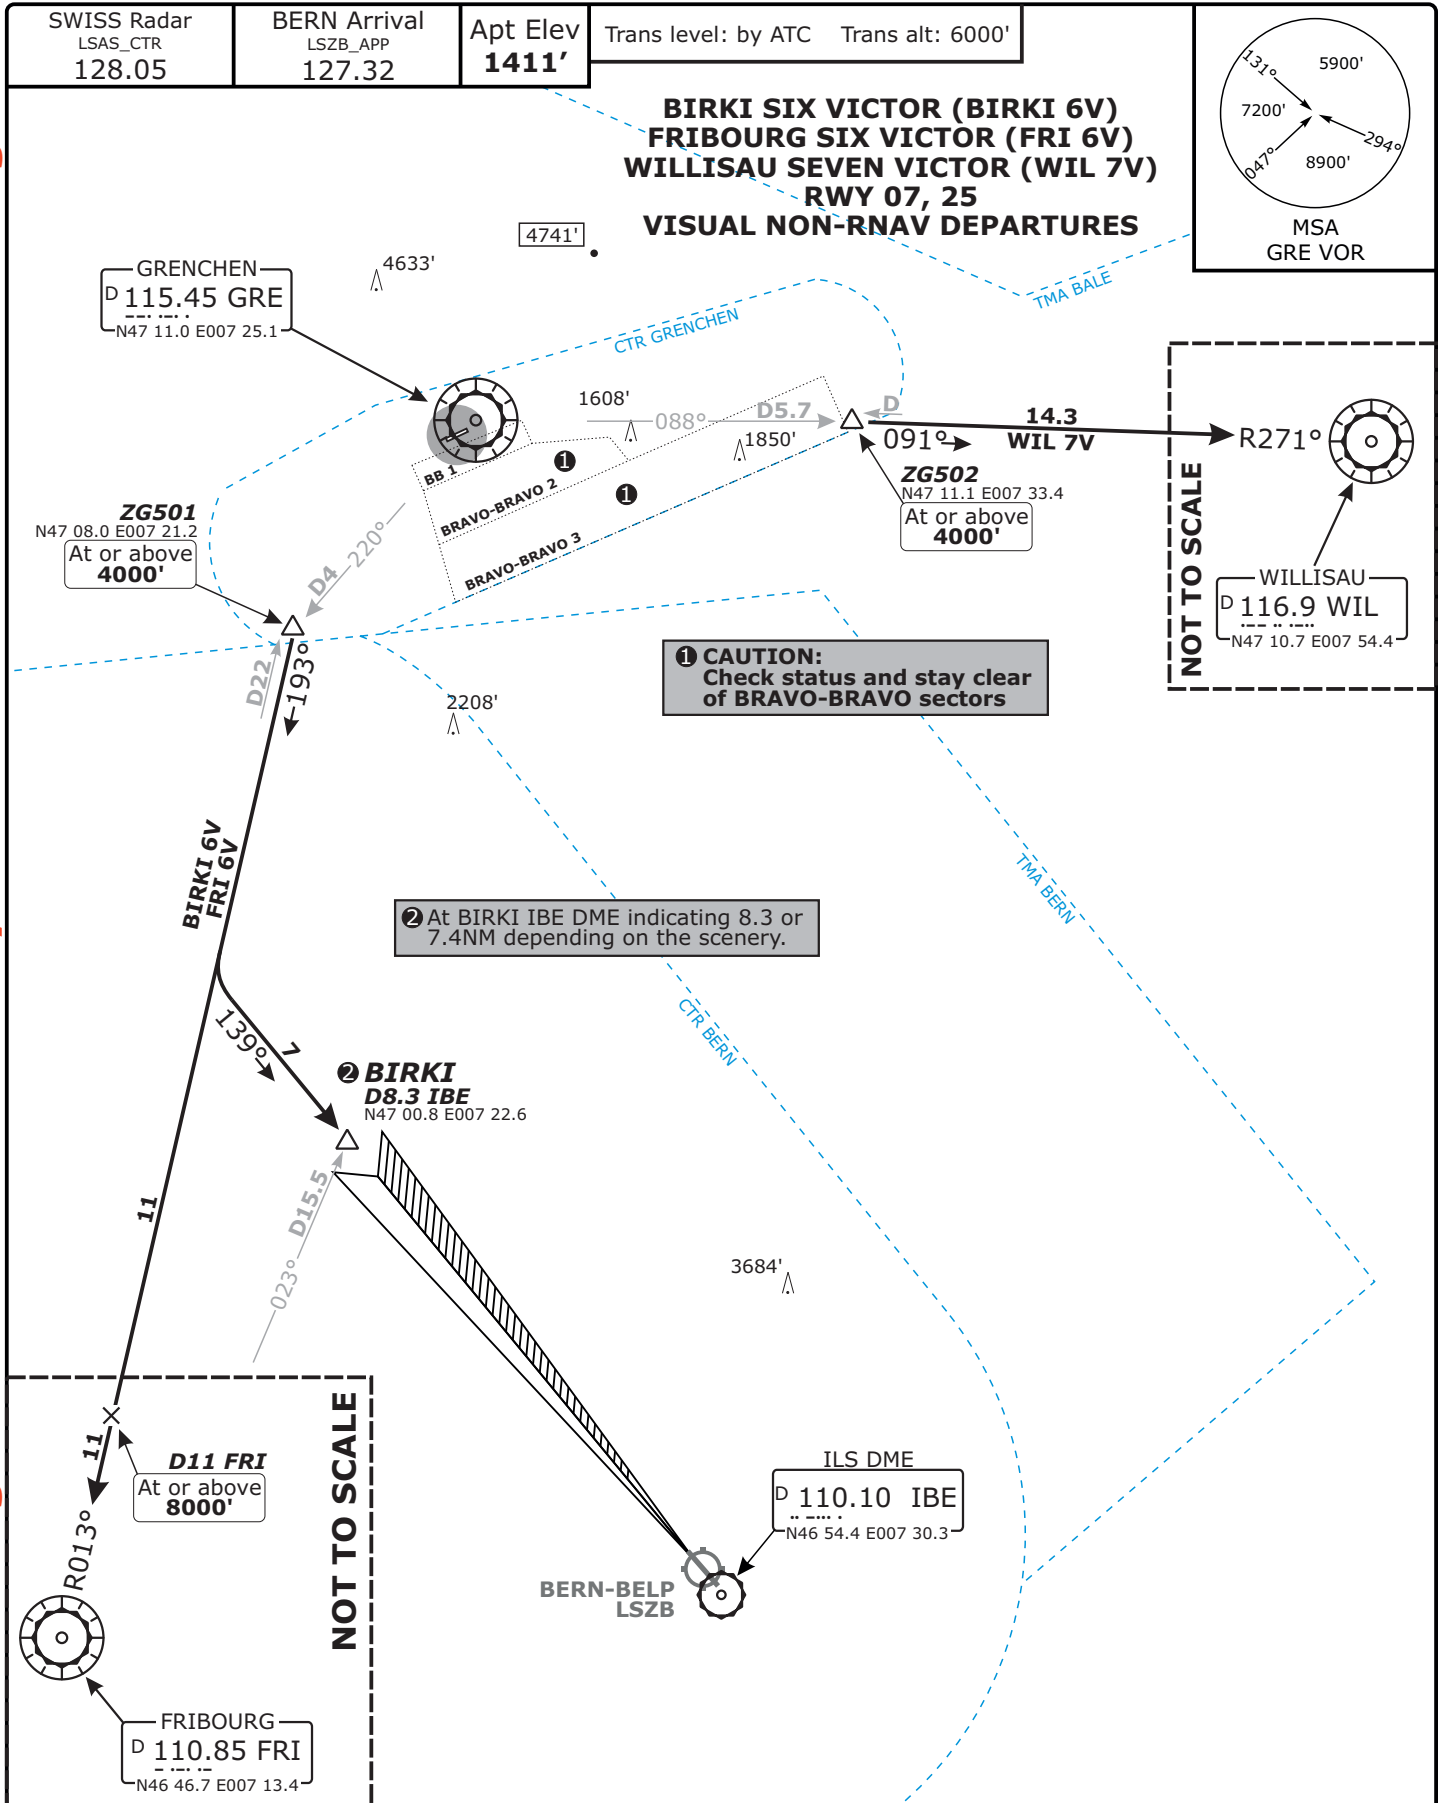 SWISS Radar
LSAS_CTR
128.05
BERN Arrival
LSZB_APP
127.32
Apt Elev
1411’
Trans level: by ATC Trans alt: 6000'
BIRKI SIX VICTOR (BIRKI 6V)
FRIBOURG SIX VICTOR (FRI 6V)
WILLISAU SEVEN VICTOR (WIL 7V)
RWY 07, 25
VISUAL NON-RNAV DEPARTURES
131°
5900'
7200'
294°
047°
8900'
MSA
GRE VOR
4741'
4633'
GRENCHEN
D 115.45 GRE
N47 11.0 E007 25.1
TMA BALE
CTR GRENCHEN
1608'
088°
D5.7
D
1850'
091°
14.3
WIL 7V
R271°
ZG502
N47 11.1 E007 33.4
At or above
4000'
NOT TO SCALE
WILLISAU
D 116.9 WIL
N47 10.7 E007 54.4
BB 1
BRAVO-BRAVO 2
BRAVO-BRAVO 3
1
1
ZG501
N47 08.0 E007 21.2
At or above
4000'
D4
220°
D22
193°
1 CAUTION:
Check status and stay clear
of BRAVO-BRAVO sectors
2208'
BIRKI 6V
FRI 6V
TMA BERN
2 At BIRKI IBE DME indicating 8.3 or
7.4NM depending on the scenery.
CTR BERN
139°
7
2 BIRKI
D8.3 IBE
N47 00.8 E007 22.6
11
D15.5
023°
3684'
11
D11 FRI
At or above
8000'
R013°
NOT TO SCALE
ILS DME
D 110.10 IBE
N46 54.4 E007 30.3
BERN-BELP
LSZB
FRIBOURG
D 110.85 FRI
N46 46.7 E007 13.4